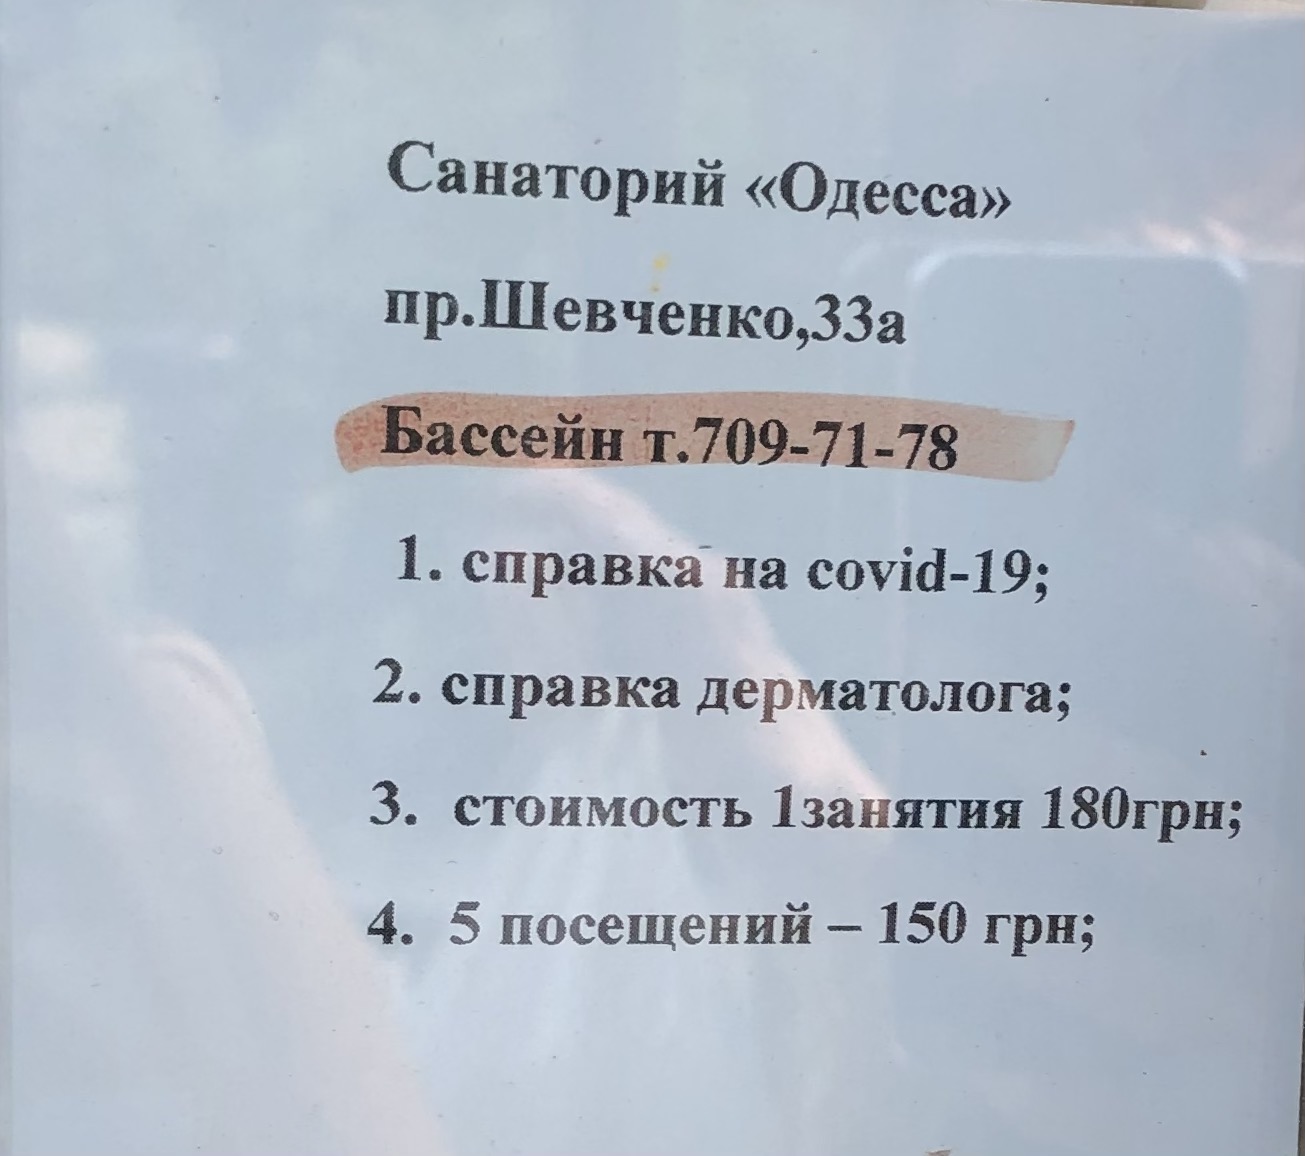 Санаторий «Одесса»
пр.Шевченко,33а
Бассейн т.709-71-78
1. справка на covid-19;
2. справка дерматолога;
3. стоимость 1занятия 180грн;
4. 5 посещений – 150 грн;